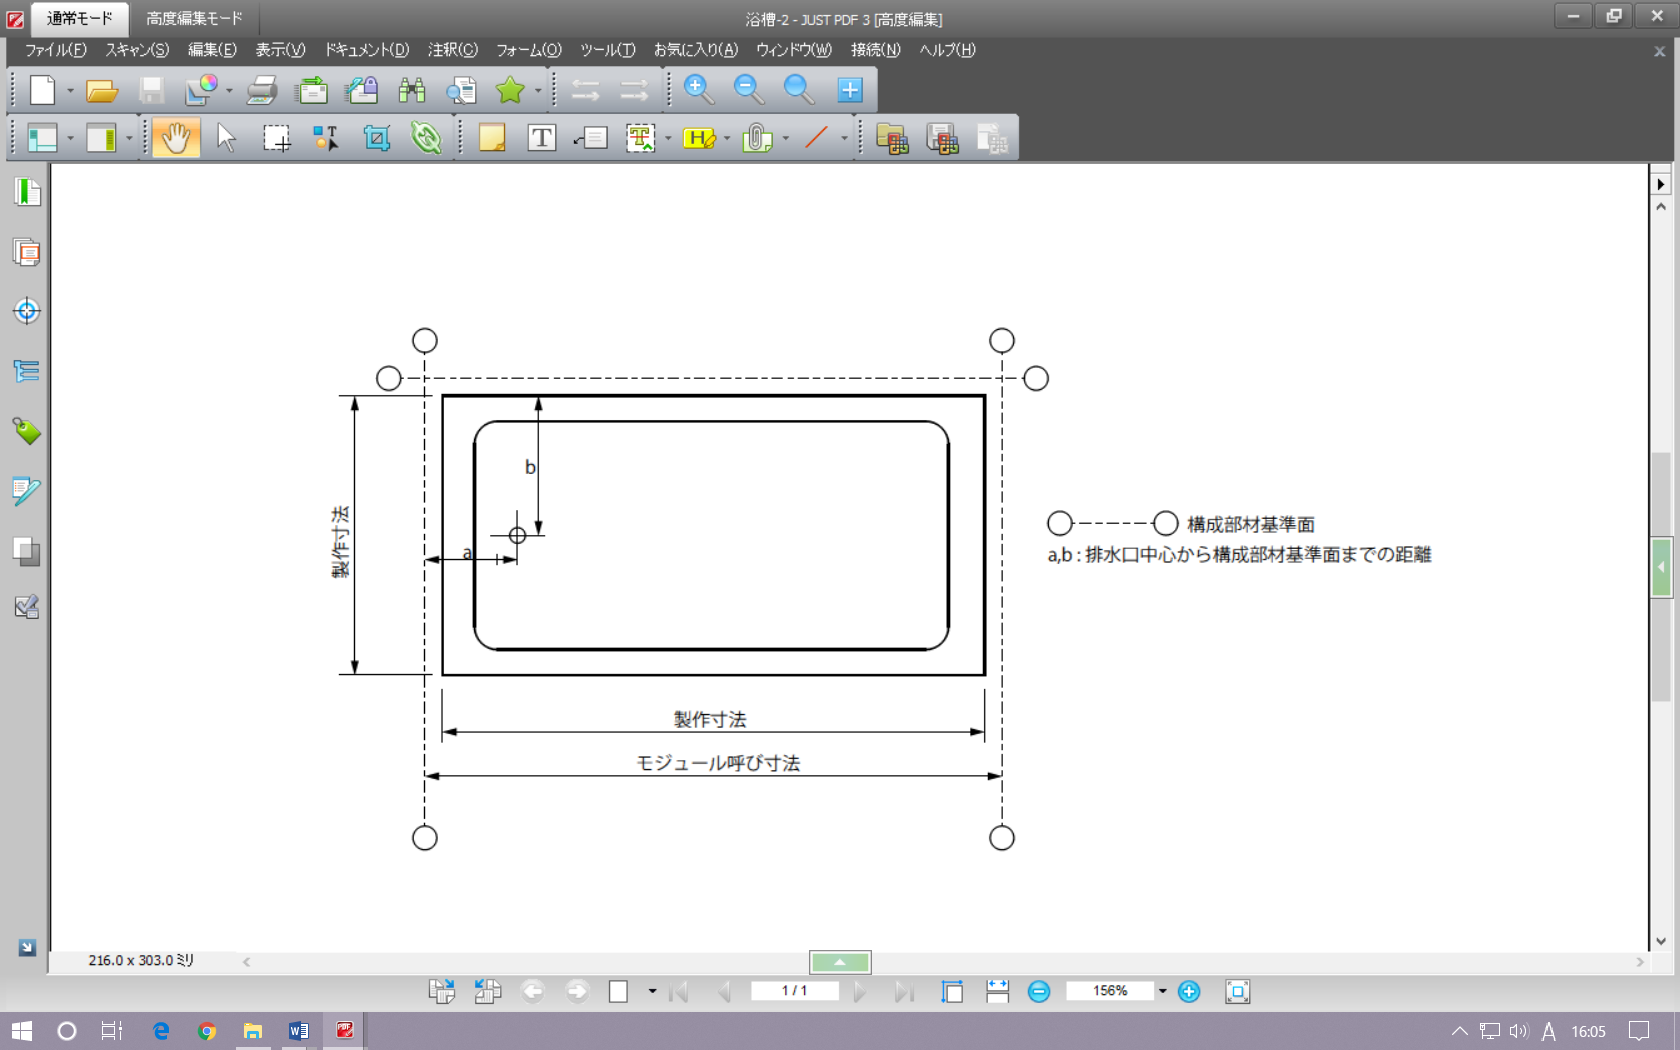 通常モード 高度編集モード 浴槽-2 - JUST PDF 3 [高度編集]
ファイル(F) スキャン(S) 編集(E) 表示(V) ドキュメント(D) 注釈(C) フォーム(O) ツール(T) お気に入り(A) ウィンドウ(W) 接続(N) ヘルプ(H)
T
T T H
b
a
製作寸法
構成部材基準面
a,b : 排水口中心から構成部材基準面までの距離
製作寸法
モジュール呼び寸法
216.0 x 303.0 ミリ
1 / 1 156%
PDF
A 16:05